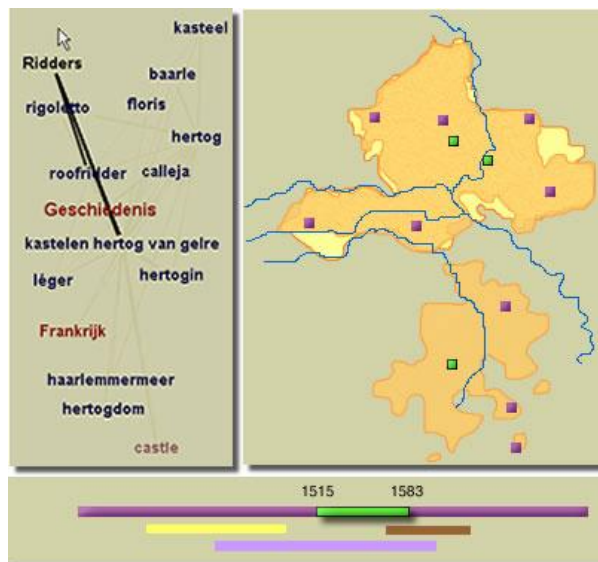 kasteel
Ridders
baarle
rigoletto
floris
hertog
roofridder
calleja
Geschiedenis
kastelen hertog van gelre
léger
hertogin
Frankrijk
haarlemmermeer
hertogdom
castle
1515 1583